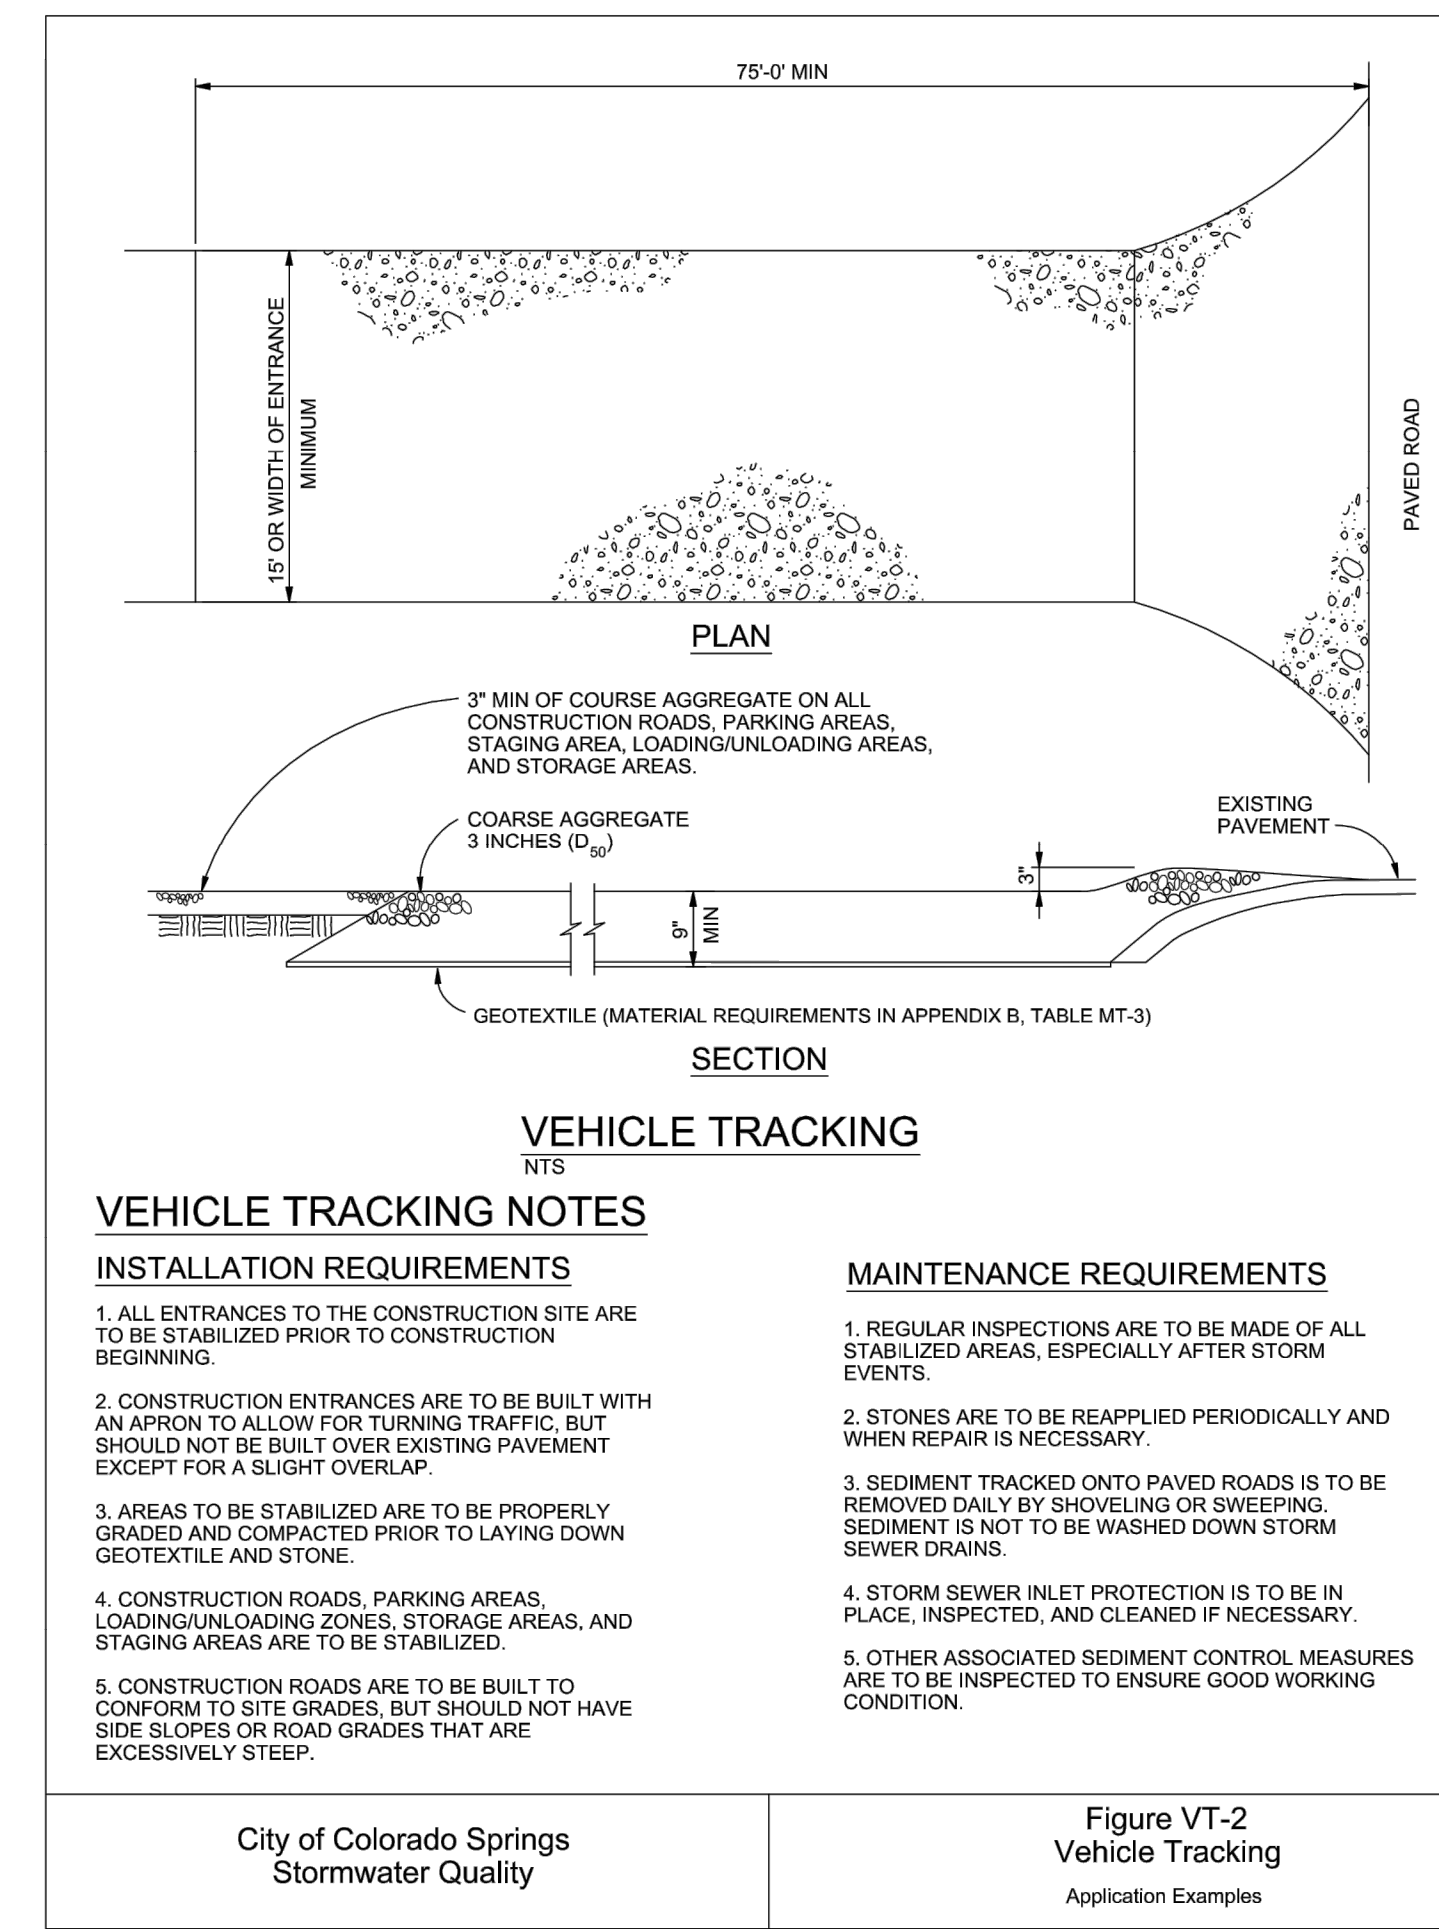 75'-0' MIN
15' OR WIDTH OF ENTRANCE
MINIMUM
PAVED ROAD
PLAN
3" MIN OF COURSE AGGREGATE ON ALL
CONSTRUCTION ROADS, PARKING AREAS,
STAGING AREA, LOADING/UNLOADING AREAS,
AND STORAGE AREAS.
COARSE AGGREGATE
3 INCHES (D50)
EXISTING
PAVEMENT
3"
9"
MIN
GEOTEXTILE (MATERIAL REQUIREMENTS IN APPENDIX B, TABLE MT-3)
SECTION
VEHICLE TRACKING
NTS
VEHICLE TRACKING NOTES
INSTALLATION REQUIREMENTS
1. ALL ENTRANCES TO THE CONSTRUCTION SITE ARE
TO BE STABILIZED PRIOR TO CONSTRUCTION
BEGINNING.
2. CONSTRUCTION ENTRANCES ARE TO BE BUILT WITH
AN APRON TO ALLOW FOR TURNING TRAFFIC, BUT
SHOULD NOT BE BUILT OVER EXISTING PAVEMENT
EXCEPT FOR A SLIGHT OVERLAP.
3. AREAS TO BE STABILIZED ARE TO BE PROPERLY
GRADED AND COMPACTED PRIOR TO LAYING DOWN
GEOTEXTILE AND STONE.
4. CONSTRUCTION ROADS, PARKING AREAS,
LOADING/UNLOADING ZONES, STORAGE AREAS, AND
STAGING AREAS ARE TO BE STABILIZED.
5. CONSTRUCTION ROADS ARE TO BE BUILT TO
CONFORM TO SITE GRADES, BUT SHOULD NOT HAVE
SIDE SLOPES OR ROAD GRADES THAT ARE
EXCESSIVELY STEEP.
MAINTENANCE REQUIREMENTS
1. REGULAR INSPECTIONS ARE TO BE MADE OF ALL
STABILIZED AREAS, ESPECIALLY AFTER STORM
EVENTS.
2. STONES ARE TO BE REAPPLIED PERIODICALLY AND
WHEN REPAIR IS NECESSARY.
3. SEDIMENT TRACKED ONTO PAVED ROADS IS TO BE
REMOVED DAILY BY SHOVELING OR SWEEPING.
SEDIMENT IS NOT TO BE WASHED DOWN STORM
SEWER DRAINS.
4. STORM SEWER INLET PROTECTION IS TO BE IN
PLACE, INSPECTED, AND CLEANED IF NECESSARY.
5. OTHER ASSOCIATED SEDIMENT CONTROL MEASURES
ARE TO BE INSPECTED TO ENSURE GOOD WORKING
CONDITION.
City of Colorado Springs
Stormwater Quality
Figure VT-2
Vehicle Tracking
Application Examples